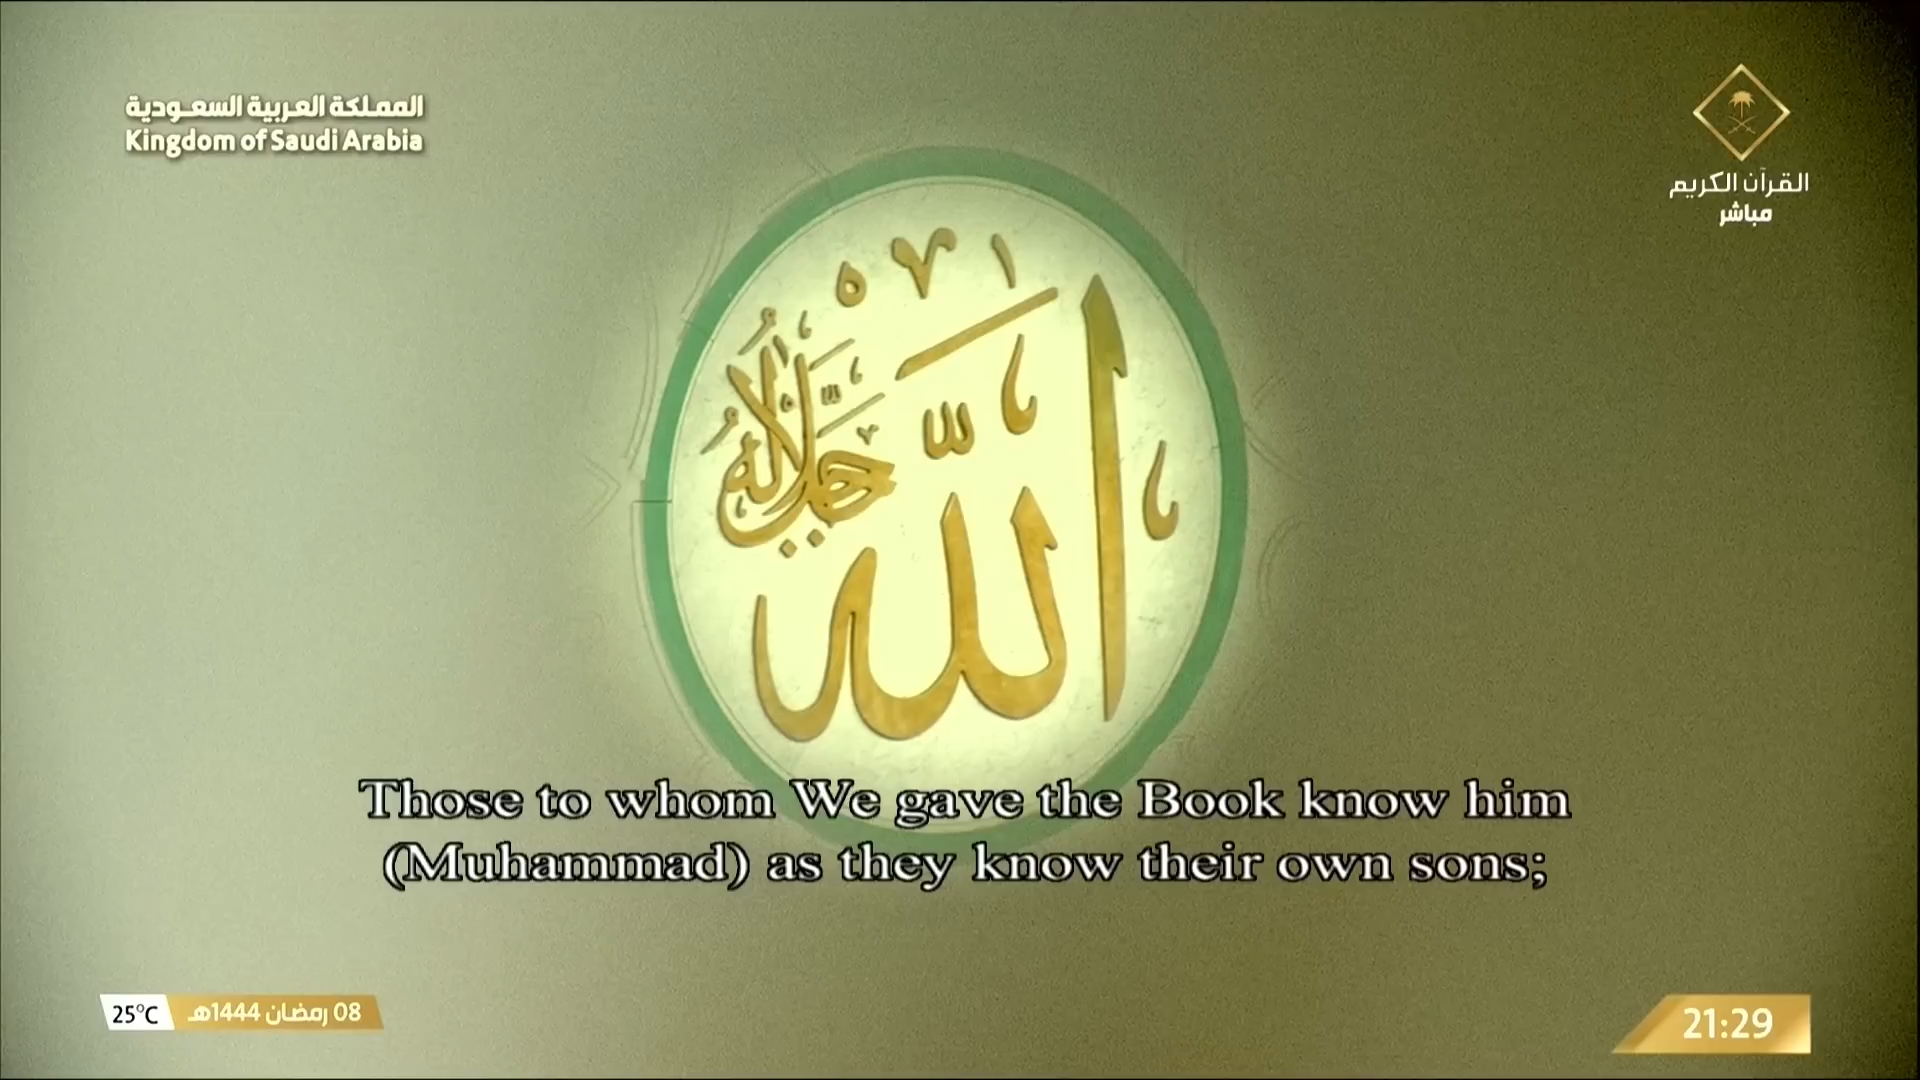 المملكة العربية السعودية
Kingdom of Saudi Arabia
القرآن الكريم
مباشر
الله
جل جلاله
Those to whom We gave the Book know him
(Muhammad) as they know their own sons;
25°C
08 رمضان 1444هـ
21:29